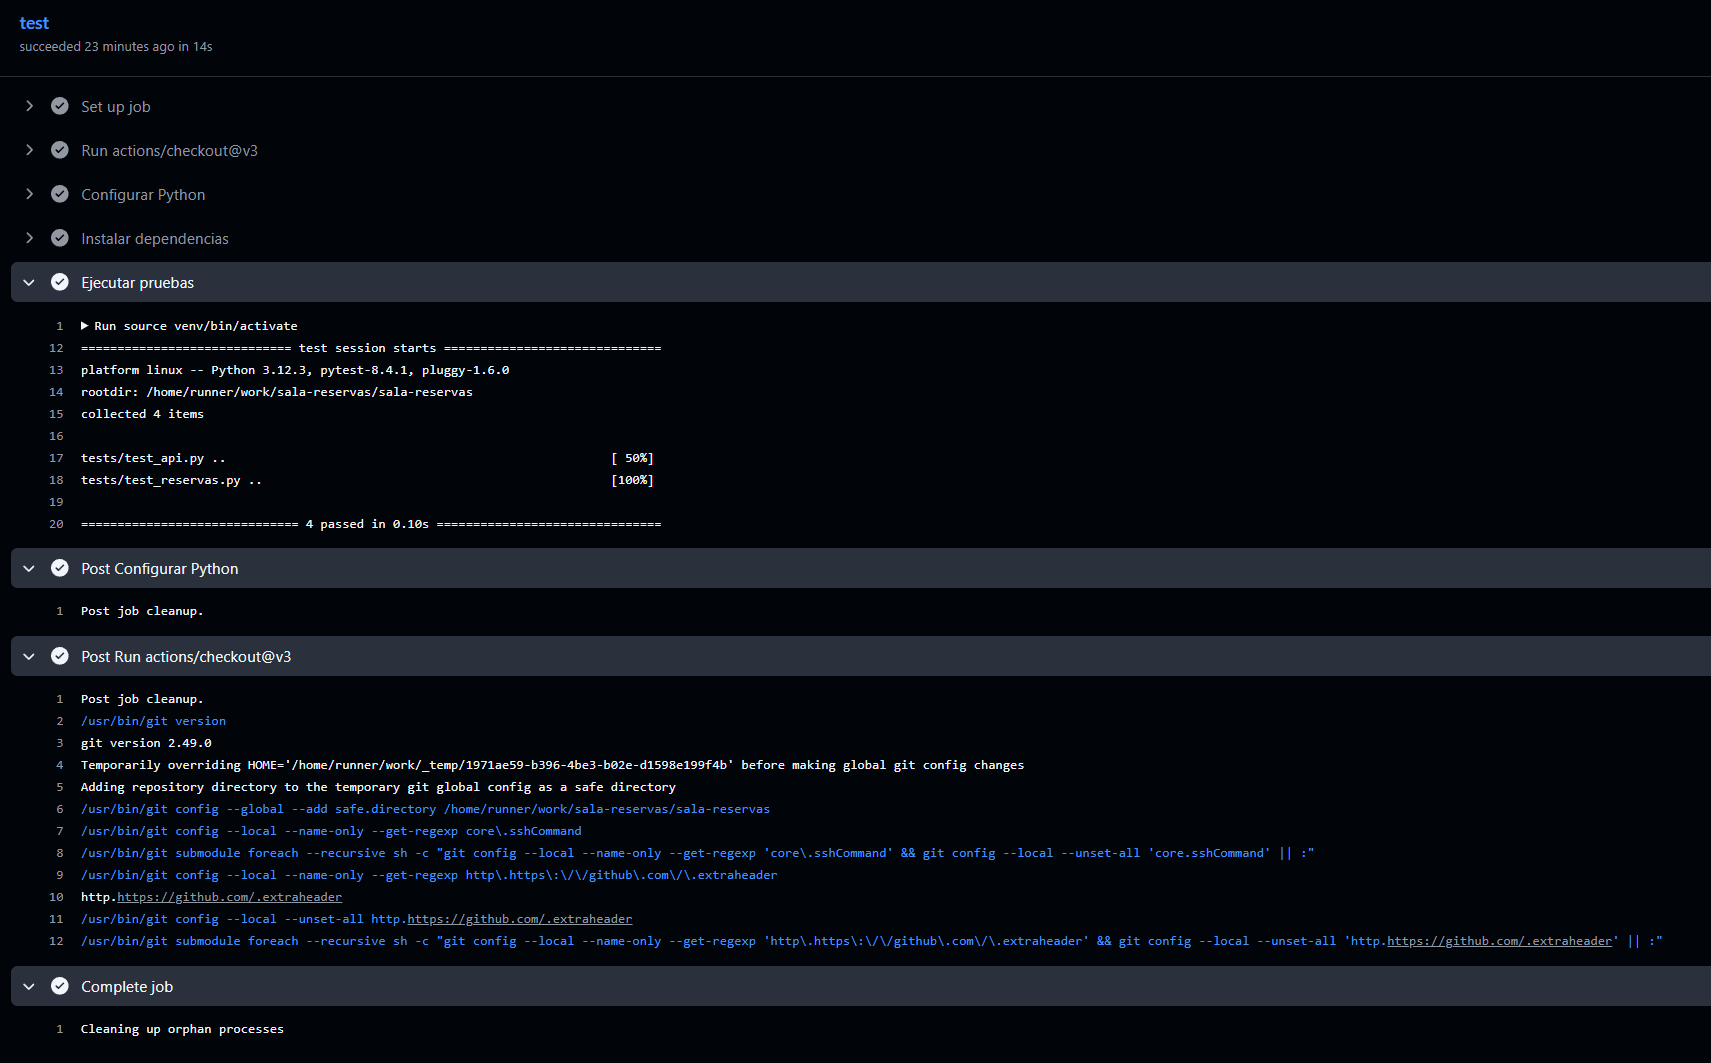 test
succeeded 23 minutes ago in 14s
Set up job
Run actions/checkout@v3
Configurar Python
Instalar dependencias
Ejecutar pruebas
1 Run source venv/bin/activate
12 ============================= test session starts ==============================
13 platform linux -- Python 3.12.3, pytest-8.4.1, pluggy-1.6.0
14 rootdir: /home/runner/work/sala-reservas/sala-reservas
15 collected 4 items
16
17 tests/test_api.py .. [ 50%]
18 tests/test_reservas.py .. [100%]
19
20 ============================== 4 passed in 0.10s ===============================
Post Configurar Python
1 Post job cleanup.
Post Run actions/checkout@v3
1 Post job cleanup.
2 /usr/bin/git version
3 git version 2.49.0
4 Temporarily overriding HOME='/home/runner/work/_temp/1971ae59-b396-4be3-b02e-d1598e199f4b' before making global git config changes
5 Adding repository directory to the temporary git global config as a safe directory
6 /usr/bin/git config --global --add safe.directory /home/runner/work/sala-reservas/sala-reservas
7 /usr/bin/git config --local --name-only --get-regexp core\.sshCommand
8 /usr/bin/git submodule foreach --recursive sh -c "git config --local --name-only --get-regexp 'core\.sshCommand' && git config --local --unset-all 'core.sshCommand' || :"
9 /usr/bin/git config --local --name-only --get-regexp http\.https\:\/\/github\.com\/\.extraheader
10 http.https://github.com/.extraheader
11 /usr/bin/git config --local --unset-all http.https://github.com/.extraheader
12 /usr/bin/git submodule foreach --recursive sh -c "git config --local --name-only --get-regexp 'http\.https\:\/\/github\.com\/\.extraheader' && git config --local --unset-all 'http.https://github.com/.extraheader' || :"
Complete job
1 Cleaning up orphan processes